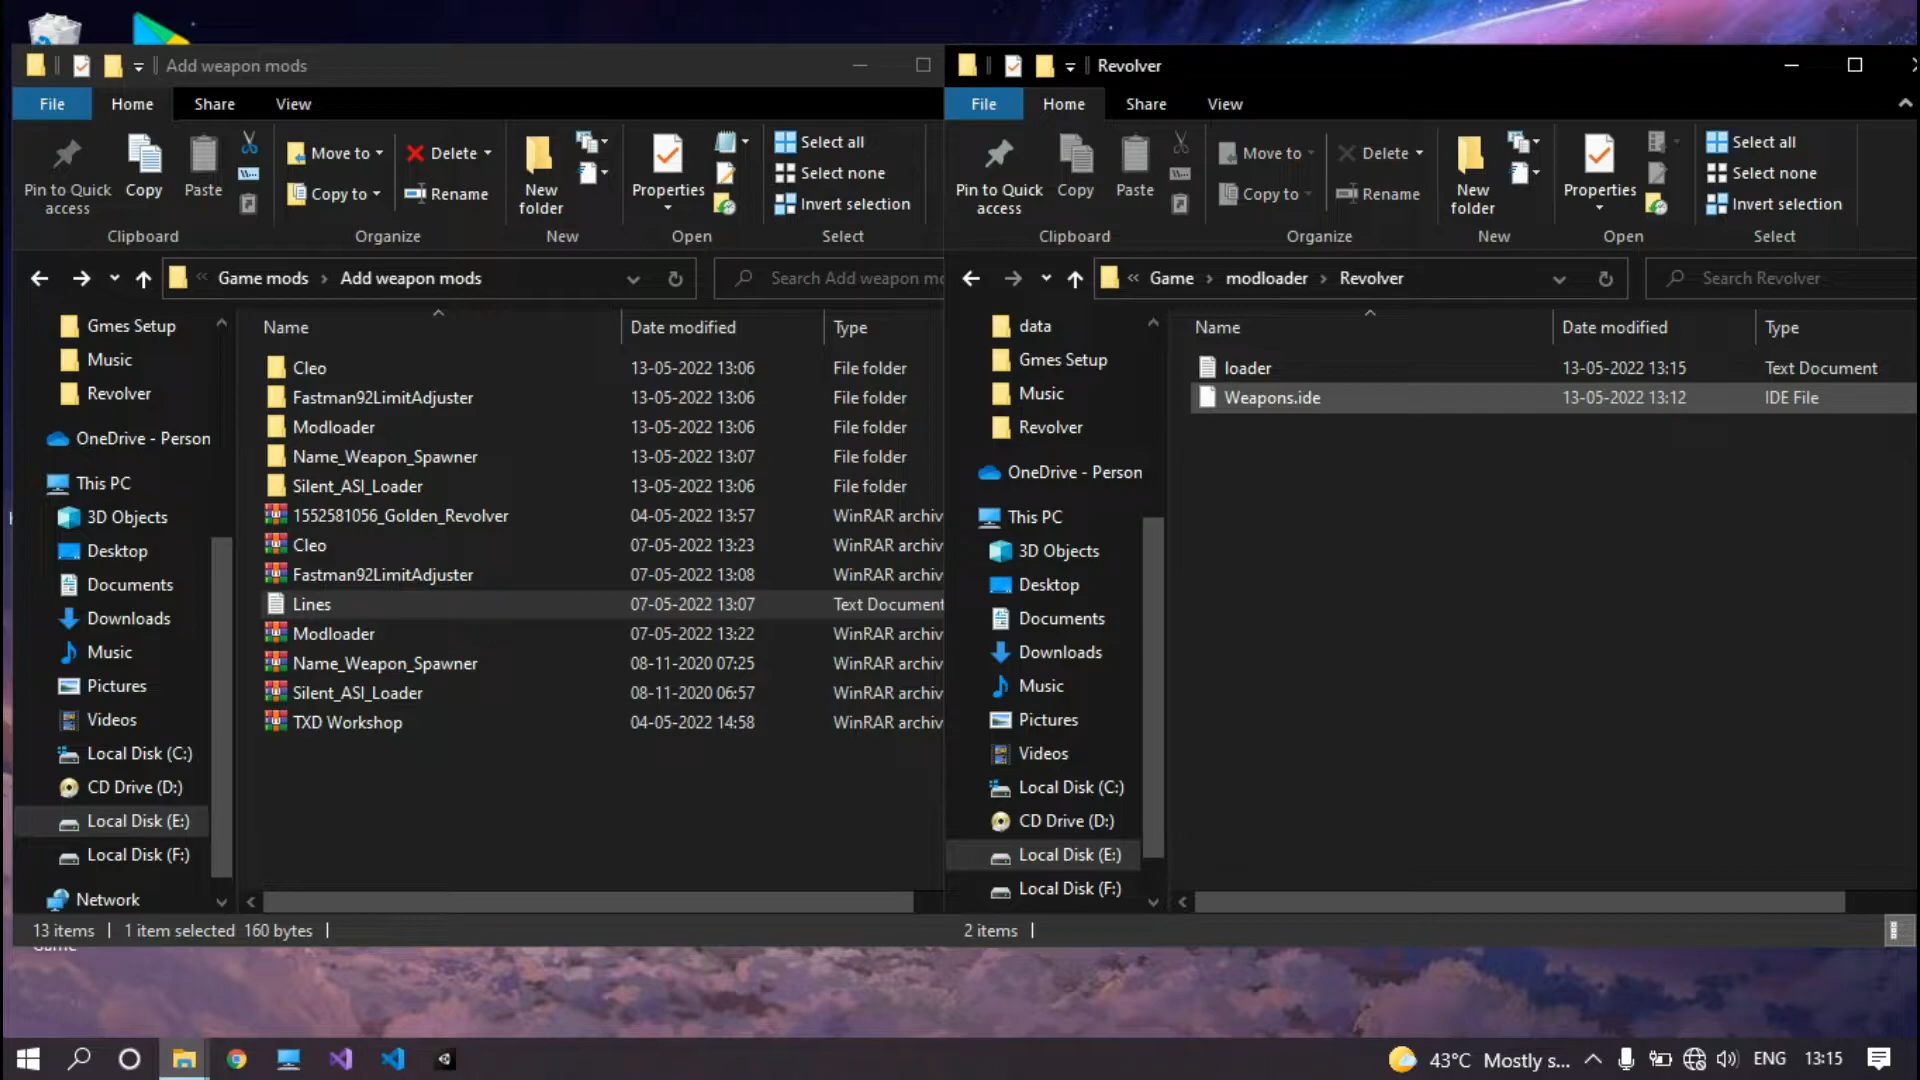 Add weapon mods
File
Home
Share
View
Pin to Quick
access
Copy
Paste
Move to
Copy to
Delete
Rename
New
folder
Properties
Select all
Select none
Invert selection
Clipboard
Organize
New
Open
Select
Game mods
Add weapon mods
Search Add weapon mo
Gmes Setup
Music
Revolver
OneDrive - Person
This PC
3D Objects
Desktop
Documents
Downloads
Music
Pictures
Videos
Local Disk (C:)
CD Drive (D:)
Local Disk (E:)
Local Disk (F:)
Network
Name Date modified Type
Cleo 13-05-2022 13:06 File folder
Fastman92LimitAdjuster 13-05-2022 13:06 File folder
Modloader 13-05-2022 13:06 File folder
Name_Weapon_Spawner 13-05-2022 13:07 File folder
Silent_ASI_Loader 13-05-2022 13:06 File folder
1552581056_Golden_Revolver 04-05-2022 13:57 WinRAR archiv
Cleo 07-05-2022 13:23 WinRAR archiv
Fastman92LimitAdjuster 07-05-2022 13:08 WinRAR archiv
Lines 07-05-2022 13:07 Text Document
Modloader 07-05-2022 13:22 WinRAR archiv
Name_Weapon_Spawner 08-11-2020 07:25 WinRAR archiv
Silent_ASI_Loader 08-11-2020 06:57 WinRAR archiv
TXD Workshop 04-05-2022 14:58 WinRAR archiv
13 items 1 item selected 160 bytes
Revolver
File
Home
Share
View
Pin to Quick
access
Copy
Paste
Move to
Copy to
Delete
Rename
New
folder
Properties
Select all
Select none
Invert selection
Clipboard
Organize
New
Open
Select
Game
modloader
Revolver
Search Revolver
data
Gmes Setup
Music
Revolver
OneDrive - Person
This PC
3D Objects
Desktop
Documents
Downloads
Music
Pictures
Videos
Local Disk (C:)
CD Drive (D:)
Local Disk (E:)
Local Disk (F:)
Name Date modified Type
loader 13-05-2022 13:15 Text Document
Weapons.ide 13-05-2022 13:12 IDE File
2 items
43°C Mostly s...
ENG
13:15